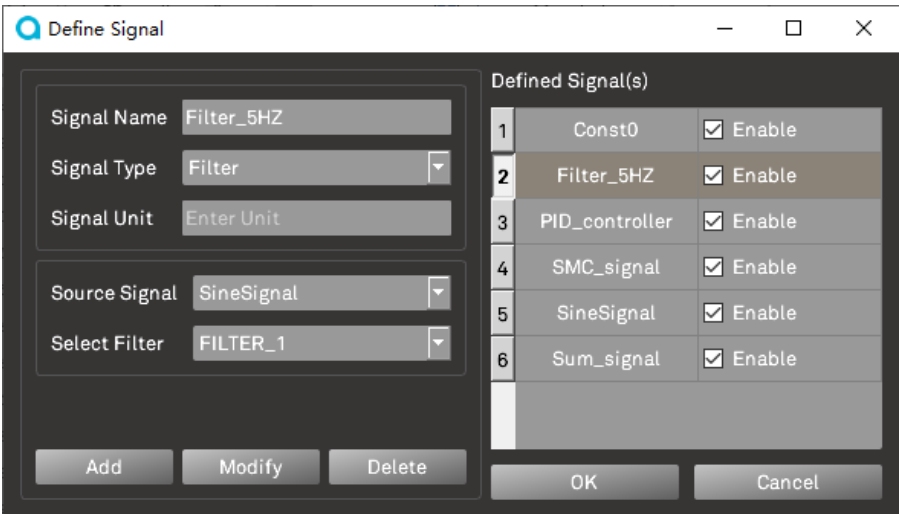 Define Signal
Signal Name Filter_5HZ
Signal Type Filter
Signal Unit Enter Unit
Source Signal SineSignal
Select Filter FILTER_1
Add Modify Delete
Defined Signal(s)
1 Const0 Enable
2 Filter_5HZ Enable
3 PID_controller Enable
4 SMC_signal Enable
5 SineSignal Enable
6 Sum_signal Enable
OK Cancel